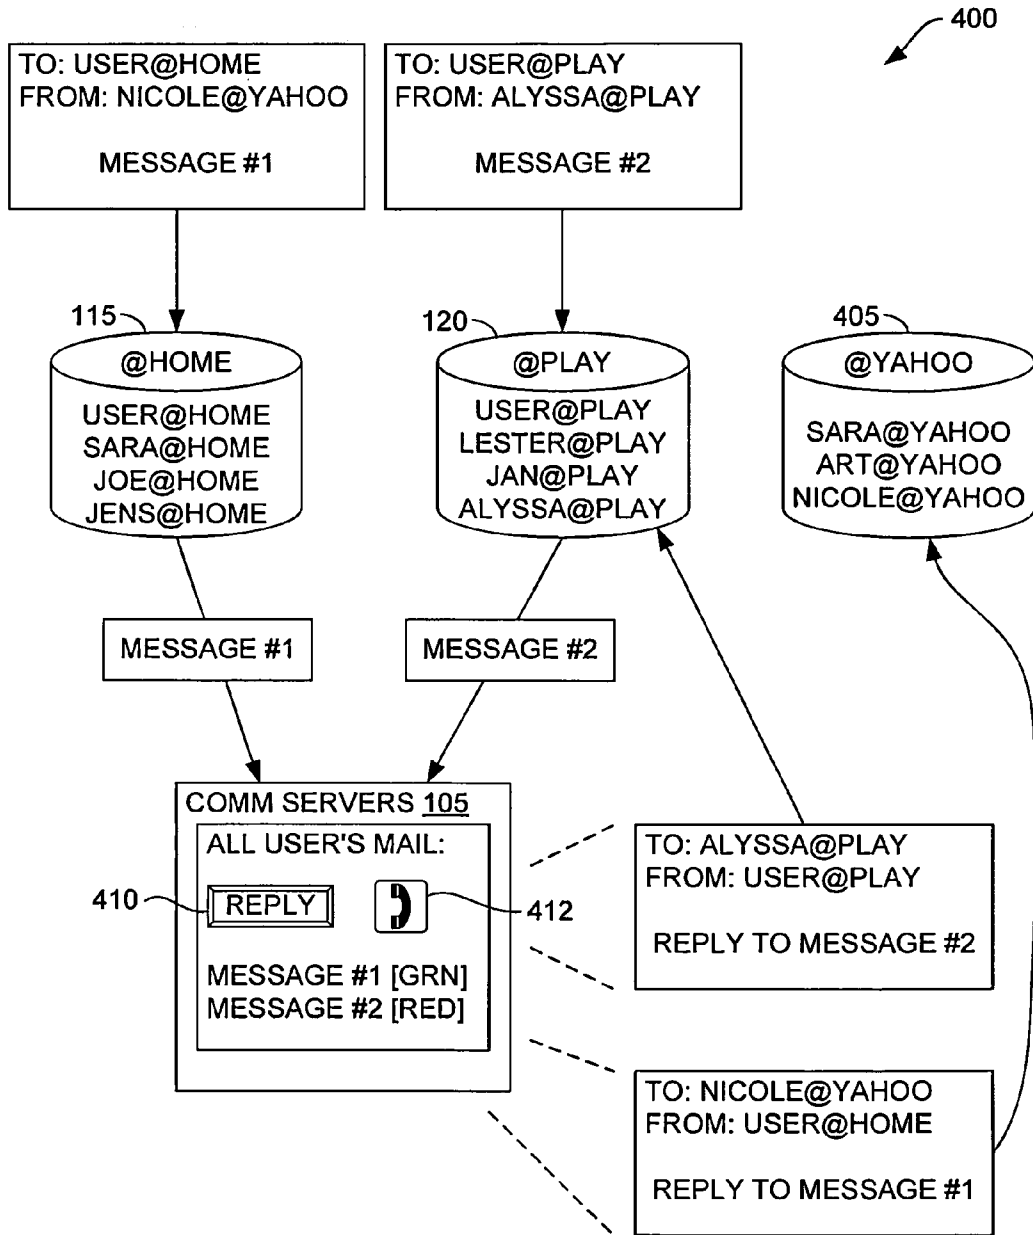 400
TO: USER@HOME
FROM: NICOLE@YAHOO
MESSAGE #1
TO: USER@PLAY
FROM: ALYSSA@PLAY
MESSAGE #2
115
@HOME
USER@HOME
SARA@HOME
JOE@HOME
JENS@HOME
120
@PLAY
USER@PLAY
LESTER@PLAY
JAN@PLAY
ALYSSA@PLAY
405
@YAHOO
SARA@YAHOO
ART@YAHOO
NICOLE@YAHOO
MESSAGE #1
MESSAGE #2
COMM SERVERS 105
ALL USER'S MAIL:
410
REPLY
412
MESSAGE #1 [GRN]
MESSAGE #2 [RED]
TO: ALYSSA@PLAY
FROM: USER@PLAY
REPLY TO MESSAGE #2
TO: NICOLE@YAHOO
FROM: USER@HOME
REPLY TO MESSAGE #1